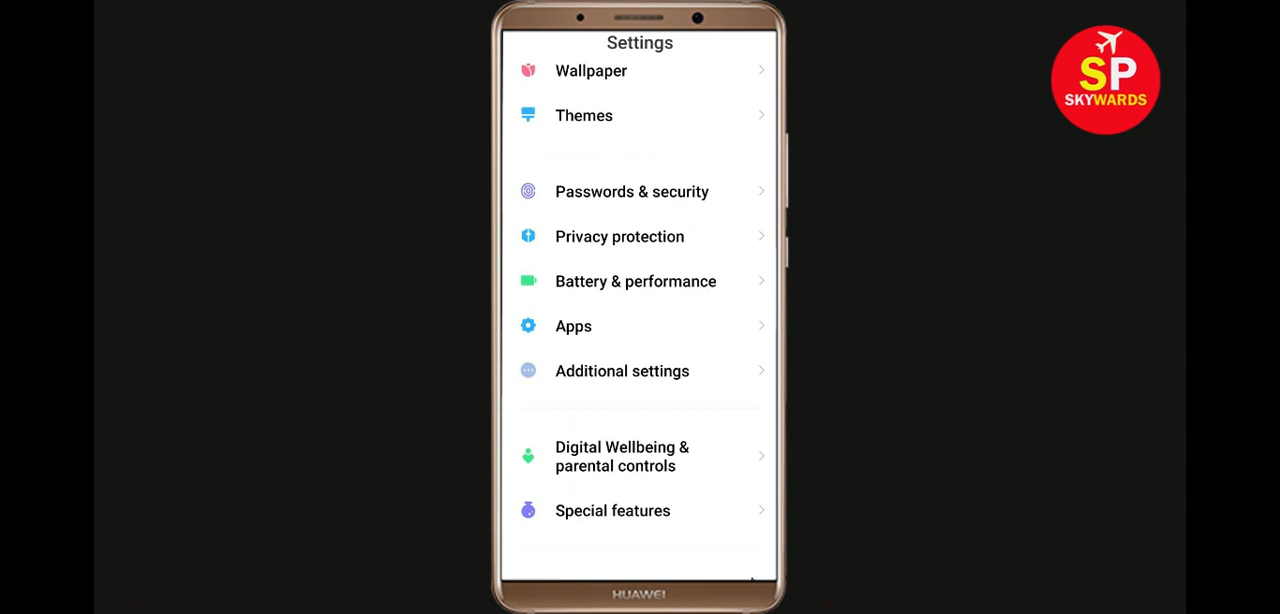 Settings
Wallpaper
Themes
Passwords & security
Privacy protection
Battery & performance
Apps
Additional settings
Digital Wellbeing &
parental controls
Special features
HUAWEI
SP
SKYWARDS